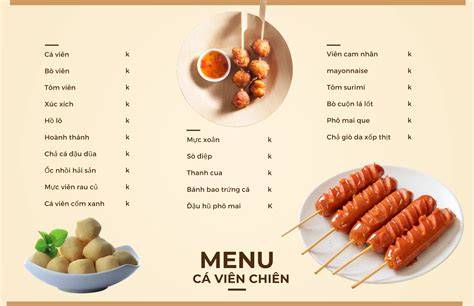 Cá viên k
Bò viên k
Tôm viên k
Xúc xích k
Hồ lô k
Hoành thánh k
Chả cá đậu đũa k
Ốc nhồi hải sản k
Mực viên rau củ k
Cá viên cốm xanh k
Mực xoắn k
Sò điệp k
Thanh cua k
Bánh bao trứng cá k
Đậu hũ phô mai K
Viên cam nhân k
mayonnaise k
Tôm surimi k
Bò cuộn lá lốt k
Phô mai que k
Chả giò da xốp thịt k
MENU
CÁ VIÊN CHIÊN